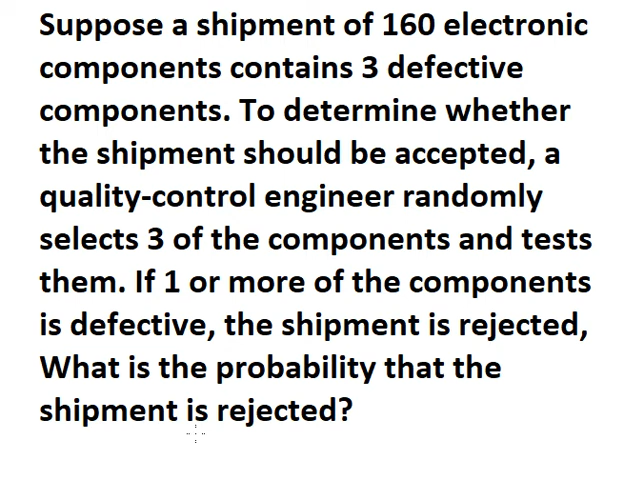 Suppose a shipment of 160 electronic
components contains 3 defective
components. To determine whether
the shipment should be accepted, a
quality-control engineer randomly
selects 3 of the components and tests
them. If 1 or more of the components
is defective, the shipment is rejected,
What is the probability that the
shipment is rejected?